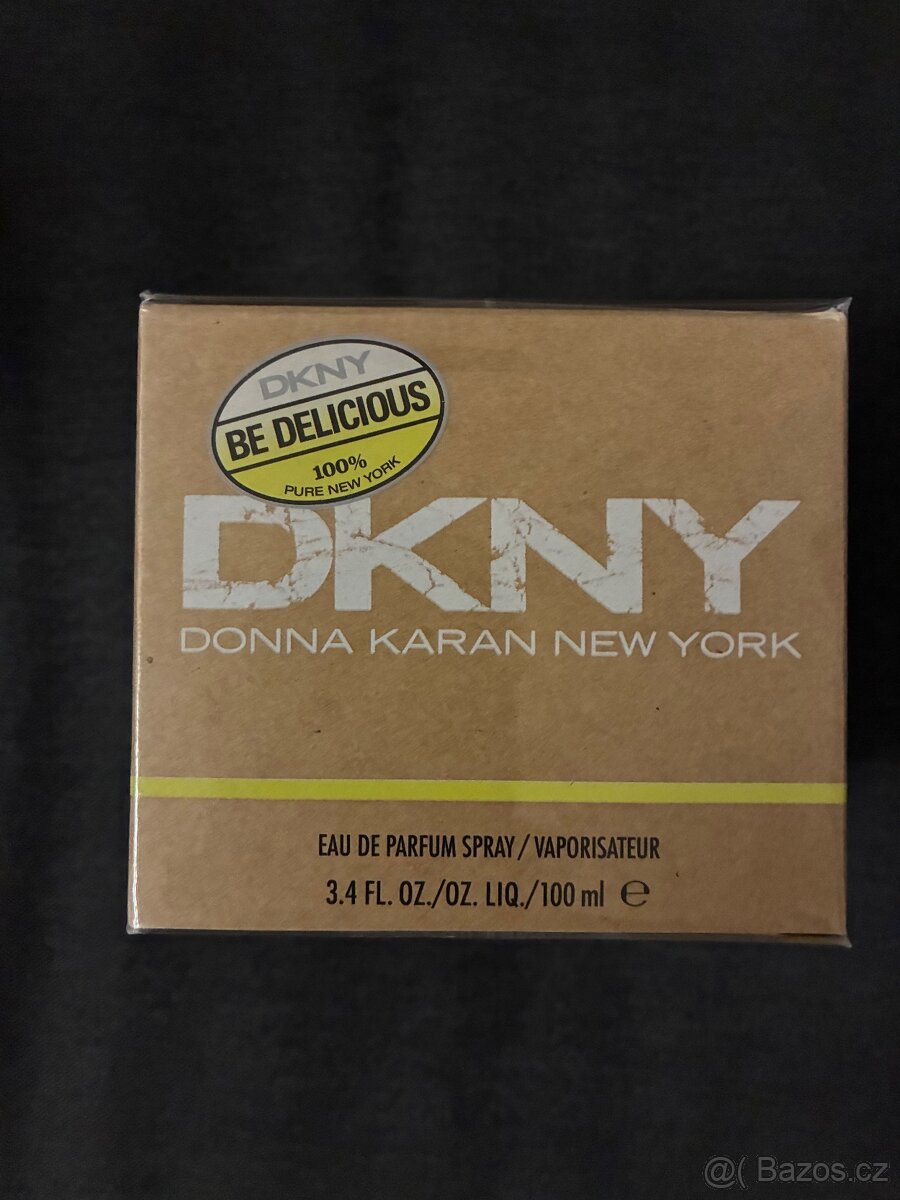 DKNY
BE DELICIOUS
100%
PURE NEW YORK
DKNY
DONNA KARAN NEW YORK
EAU DE PARFUM SPRAY/VAPORISATEUR
3.4 FL. OZ./OZ. LIQ./100 ml ℮
@( Bazos.cz